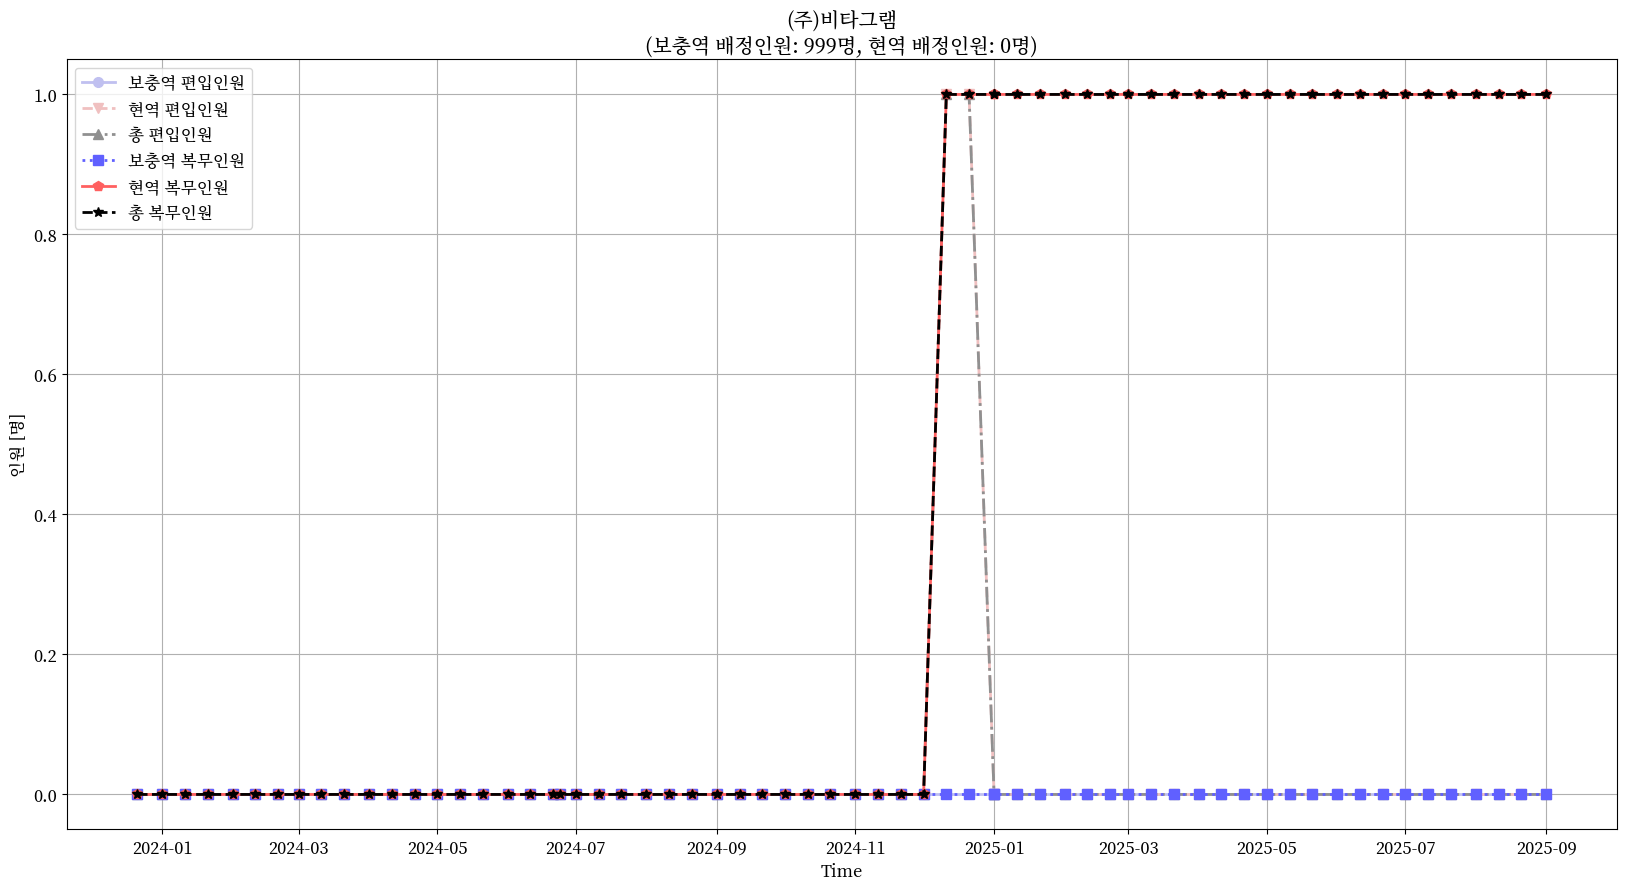 (주)비타그램
(보충역 배정인원: 999명, 현역 배정인원: 0명)
보충역 편입인원
현역 편입인원
총 편입인원
보충역 복무인원
현역 복무인원
총 복무인원
인원 [명]
1.0
0.8
0.6
0.4
0.2
0.0
2024-01
2024-03
2024-05
2024-07
2024-09
2024-11
2025-01
2025-03
2025-05
2025-07
2025-09
Time